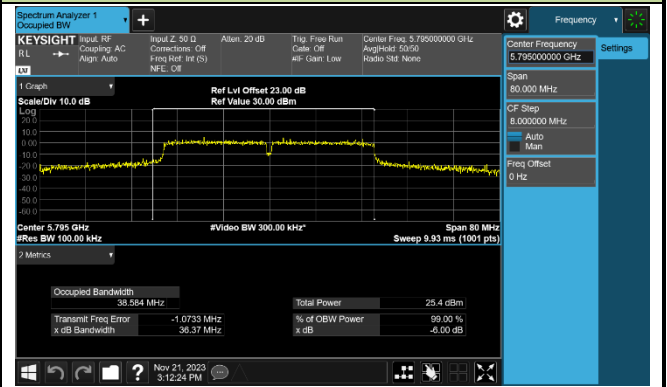 Spectrum Analyzer 1
Occupied BW
Frequency
KEYSIGHT
Input: RF
Input Z: 50 Ω
Atten: 20 dB
Trig: Free Run
Center Freq: 5.795000000 GHz
RL
Coupling: AC
Corrections: Off
Gate: Off
Avg|Hold: 50/50
Align: Auto
Freq Ref: Int (S)
#IF Gain: Low
Radio Std: None
LXI
NFE: Off
Center Frequency
5.795000000 GHz
Settings
Span
80.000 MHz
CF Step
8.000000 MHz
Auto
Man
Freq Offset
0 Hz
1 Graph
Ref Lvl Offset 23.00 dB
Scale/Div 10.0 dB
Ref Value 30.00 dBm
Log
20.0
10.0
0.00
-10.0
-20.0
-30.0
-40.0
-50.0
-60.0
Center 5.795 GHz
#Video BW 300.00 kHz*
Span 80 MHz
#Res BW 100.00 kHz
Sweep 9.93 ms (1001 pts)
2 Metrics
Occupied Bandwidth
38.584 MHz
Total Power
25.4 dBm
Transmit Freq Error
-1.0733 MHz
% of OBW Power
99.00 %
x dB Bandwidth
36.37 MHz
x dB
-6.00 dB
?
Nov 21, 2023
3:12:24 PM